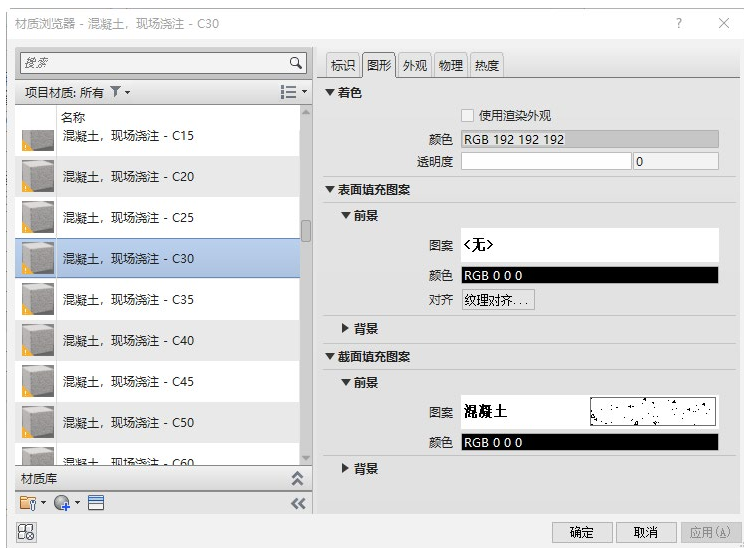 材质浏览器 - 混凝土，现场浇注 - C30
?
搜索
项目材质: 所有
名称
混凝土，现场浇注 - C15
混凝土，现场浇注 - C20
混凝土，现场浇注 - C25
混凝土，现场浇注 - C30
混凝土，现场浇注 - C35
混凝土，现场浇注 - C40
混凝土，现场浇注 - C45
混凝土，现场浇注 - C50
混凝土，现场浇注 - C60
材质库
标识 图形 外观 物理 热度
着色
使用渲染外观
颜色 RGB 192 192 192
透明度 0
表面填充图案
前景
图案 <无>
颜色 RGB 0 0 0
对齐 纹理对齐...
背景
截面填充图案
前景
图案 混凝土
颜色 RGB 0 0 0
背景
确定 取消 应用(A)